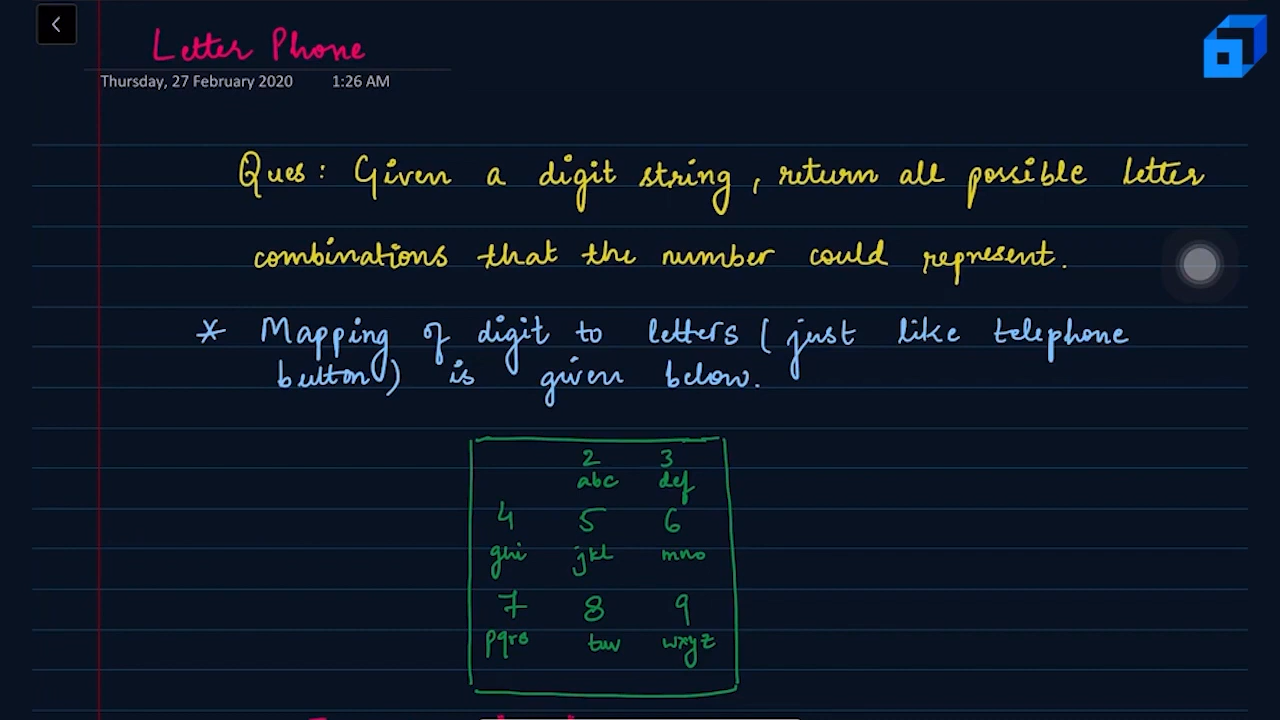 Letter Phone
Thursday, 27 February 2020 1:26 AM
Ques: Given a digit string, return all possible letter
combinations that the number could represent.
* Mapping of digit to letters (just like telephone
button) is given below.
2 3
abc def
4 5 6
ghi jkl mno
7 8 9
pqrs tuv wxyz